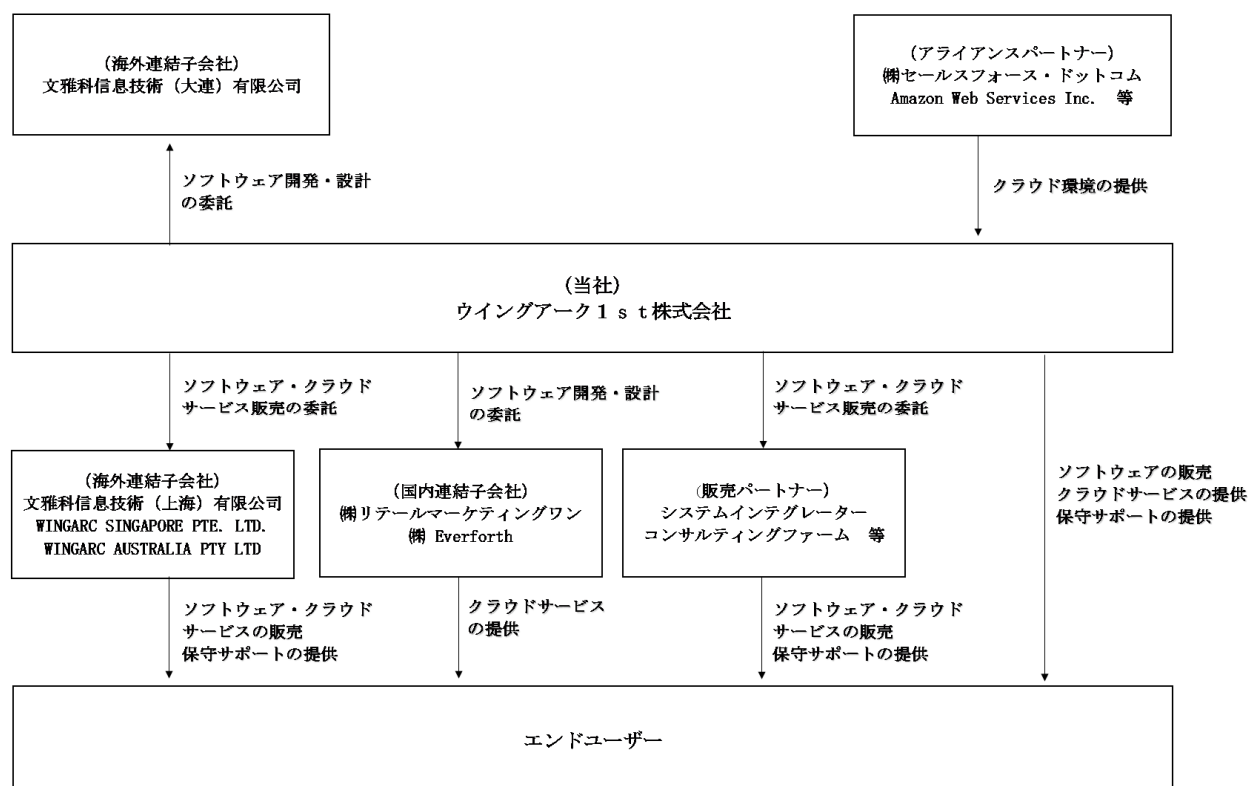 (海外連結子会社)
文雅科信息技術(大連)有限公司
(アライアンスパートナー)
㈱セールスフォース・ドットコム
Amazon Web Services Inc. 等
ソフトウェア開発・設計
の委託
クラウド環境の提供
(当社)
ウイングアーク1st株式会社
ソフトウェア・クラウド
サービス販売の委託
ソフトウェア開発・設計
の委託
ソフトウェア・クラウド
サービス販売の委託
(海外連結子会社)
文雅科信息技術(上海)有限公司
WINGARC SINGAPORE PTE. LTD.
WINGARC AUSTRALIA PTY LTD
(国内連結子会社)
㈱リテールマーケティングワン
㈱ Everforth
(販売パートナー)
システムインテグレーター
コンサルティングファーム 等
ソフトウェアの販売
クラウドサービスの提供
保守サポートの提供
ソフトウェア・クラウド
サービスの販売
保守サポートの提供
クラウドサービス
の提供
ソフトウェア・クラウド
サービスの販売
保守サポートの提供
エンドユーザー